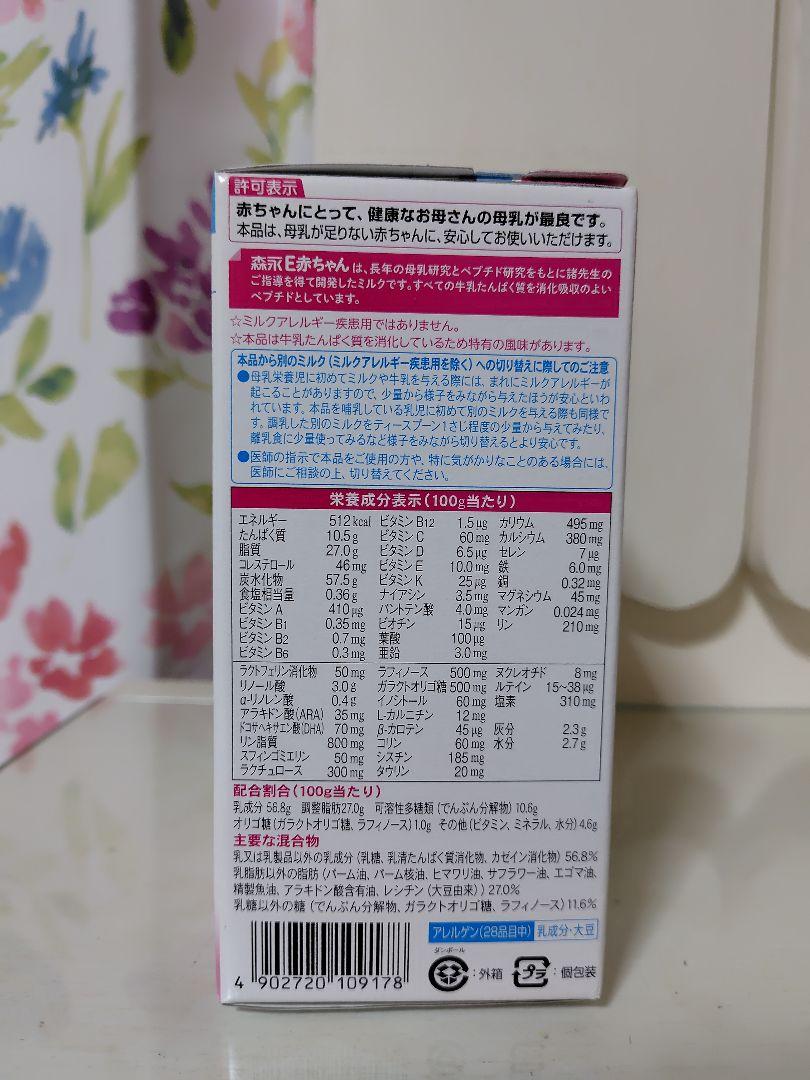 許可表示
赤ちゃんにとって、健康なお母さんの母乳が最良です。
本品は、母乳が足りない赤ちゃんに、安心してお使いいただけます。
森永E赤ちゃんは、長年の母乳研究とペプチド研究をもとに諸先生の
ご指導を得て開発したミルクです。すべての牛乳たんぱく質を消化吸収のよい
ペプチドとしています。
☆ミルクアレルギー疾患用ではありません。
☆本品は牛乳たんぱく質を消化しているため特有の風味があります。
本品から別のミルク(ミルクアレルギー疾患用を除く)への切り替えに際してのご注意
●母乳栄養児に初めてミルクや牛乳を与える際には、まれにミルクアレルギーが
起こることがありますので、少量から様子をみながら与えたほうが安心といわ
れています。本品を哺乳している乳児に初めて別のミルクを与える際も同様で
す。調乳した別のミルクをティースプーン1さじ程度の少量から与えてみたり、
離乳食に少量使ってみるなど様子をみながら切り替えるとより安心です。
●医師の指示で本品をご使用の方や、特に気がかりなことのある場合には、
医師にご相談の上、切り替えてください。
栄養成分表示(100g当たり)
エネルギー 512kcal ビタミンB12 1.5μg カリウム 495mg
たんぱく質 10.5g ビタミンC 60mg カルシウム 380mg
脂質 27.0g ビタミンD 6.5μg セレン 7μg
コレステロール 46mg ビタミンE 10.0mg 鉄 6.0mg
炭水化物 57.5g ビタミンK 25μg 銅 0.32mg
食塩相当量 0.36g ナイアシン 3.5mg マグネシウム 45mg
ビタミンA 410μg パントテン酸 4.0mg マンガン 0.024mg
ビタミンB1 0.35mg ビオチン 15μg リン 210mg
ビタミンB2 0.7mg 葉酸 100μg
ビタミンB6 0.3mg 亜鉛 3.0mg
ラクトフェリン消化物 50mg ラフィノース 500mg ヌクレオチド 8mg
リノール酸 3.0g ガラクトオリゴ糖 500mg ルテイン 15~38μg
α-リノレン酸 0.4g イノシトール 60mg 塩素 310mg
アラキドン酸(ARA) 35mg L-カルニチン 12mg
ドコサヘキサエン酸(DHA) 70mg β-カロテン 45μg 灰分 2.3g
リン脂質 800mg コリン 60mg 水分 2.7g
スフィンゴミエリン 50mg シスチン 185mg
ラクチュロース 300mg タウリン 20mg
配合割合(100g当たり)
乳成分 56.8g 調整脂肪27.0g 可溶性多糖類(でんぷん分解物)10.6g
オリゴ糖(ガラクトオリゴ糖、ラフィノース)1.0g その他(ビタミン、ミネラル、水分)4.6g
主要な混合物
乳又は乳製品以外の乳成分(乳糖、乳清たんぱく質消化物、カゼイン消化物)56.8%
乳脂肪以外の脂肪(パーム油、パーム核油、ヒマワリ油、サフラワー油、エゴマ油、
精製魚油、アラキドン酸含有油、レシチン(大豆由来))27.0%
乳糖以外の糖(でんぷん分解物、ガラクトオリゴ糖、ラフィノース)11.6%
アレルゲン(28品目中) 乳成分・大豆
ダンボール
:外箱 プラ :個包装
4 902720 109178